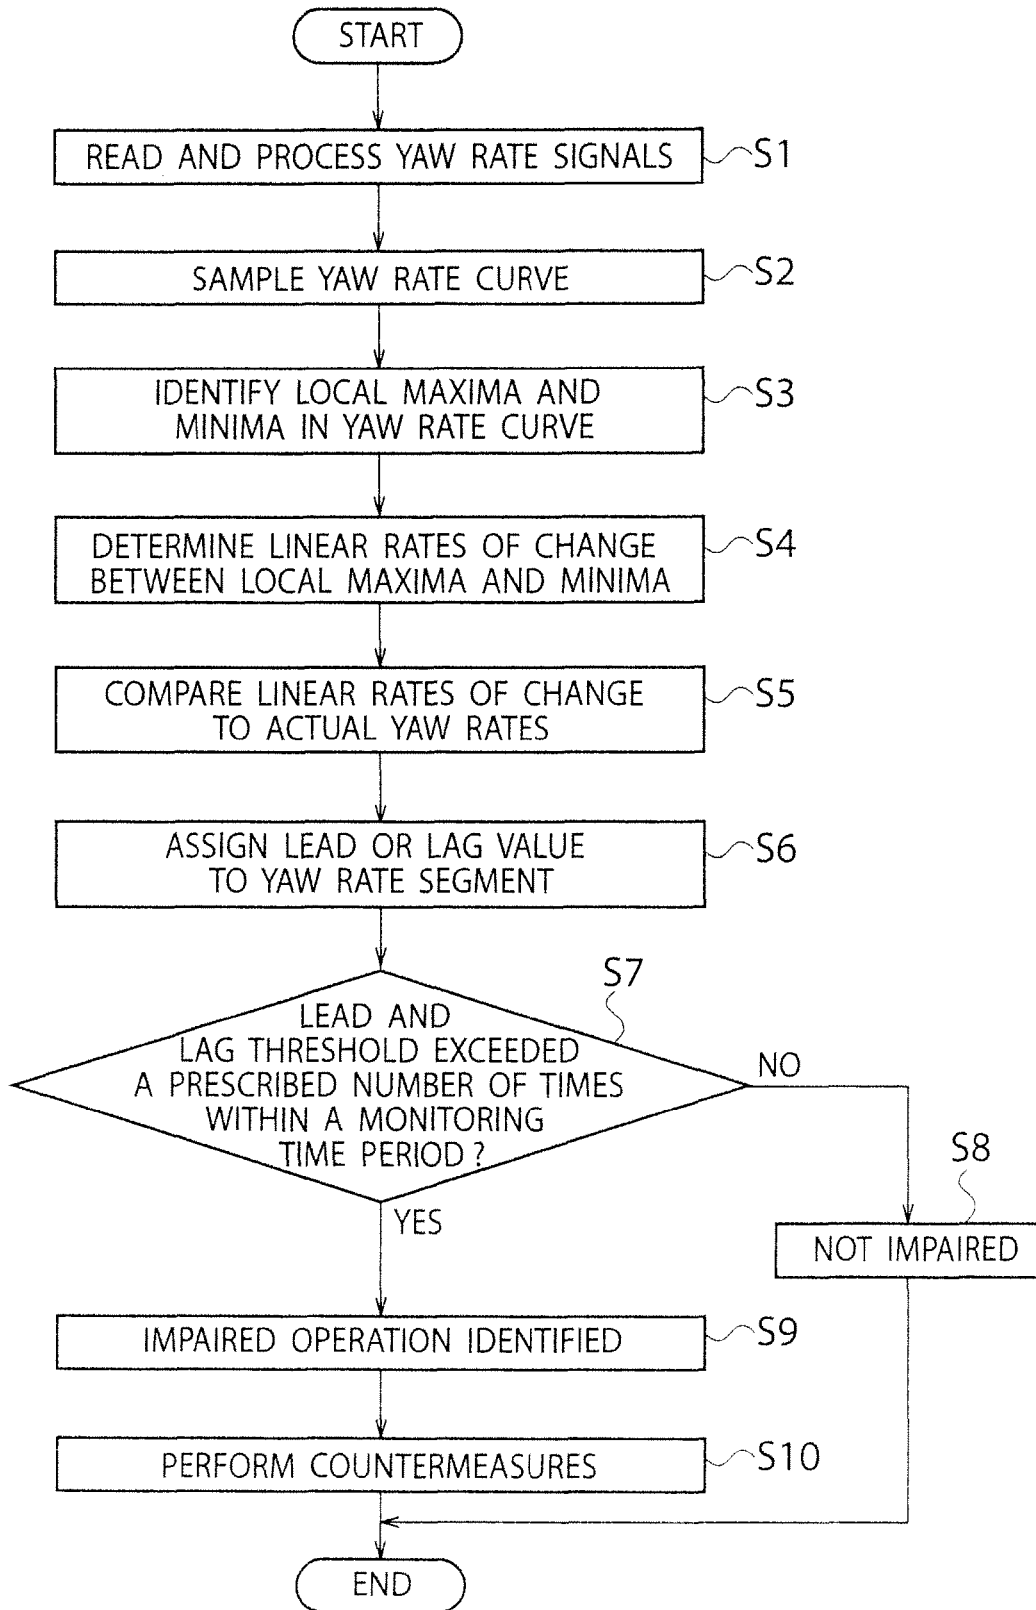 START
READ AND PROCESS YAW RATE SIGNALS
S1
SAMPLE YAW RATE CURVE
S2
IDENTIFY LOCAL MAXIMA AND
MINIMA IN YAW RATE CURVE
S3
DETERMINE LINEAR RATES OF CHANGE
BETWEEN LOCAL MAXIMA AND MINIMA
S4
COMPARE LINEAR RATES OF CHANGE
TO ACTUAL YAW RATES
S5
ASSIGN LEAD OR LAG VALUE
TO YAW RATE SEGMENT
S6
S7
LEAD AND
LAG THRESHOLD EXCEEDED
A PRESCRIBED NUMBER OF TIMES
WITHIN A MONITORING
TIME PERIOD ?
NO
YES
S8
NOT IMPAIRED
IMPAIRED OPERATION IDENTIFIED
S9
PERFORM COUNTERMEASURES
S10
END